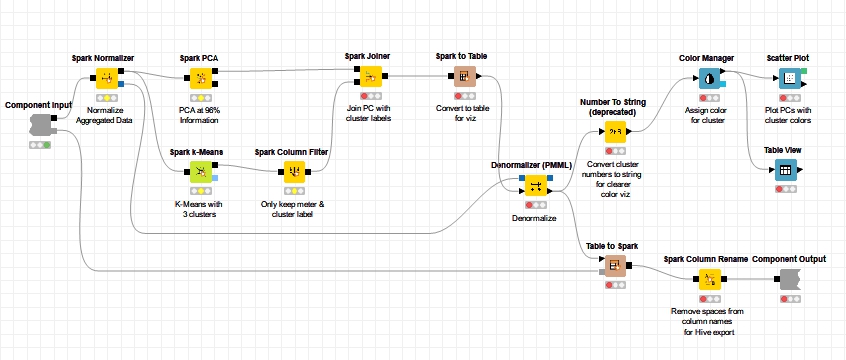 Component Input
Spark Normalizer
Normalize
Aggregated Data
Spark PCA
PCA at 96%
Information
Spark k-Means
K-Means with
3 clusters
Spark Column Filter
Only keep meter &
cluster label
Spark Joiner
Join PC with
cluster labels
Spark to Table
Convert to table
for viz
Denormalizer (PMML)
Denormalize
Number To String
(deprecated)
2
S
Convert cluster
numbers to string
for clearer
color viz
Color Manager
Assign color
for cluster
Scatter Plot
Plot PCs with
cluster colors
Table View
Table to Spark
Spark Column Rename
Remove spaces from
column names
for Hive export
Component Output